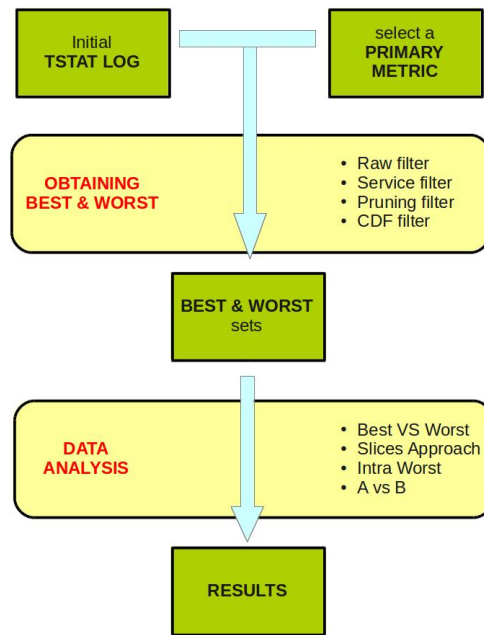 Initial
TSTAT LOG
select a
PRIMARY
METRIC
OBTAINING
BEST & WORST
• Raw filter
• Service filter
• Pruning filter
• CDF filter
BEST & WORST
sets
DATA
ANALYSIS
• Best VS Worst
• Slices Approach
• Intra Worst
• A vs B
RESULTS